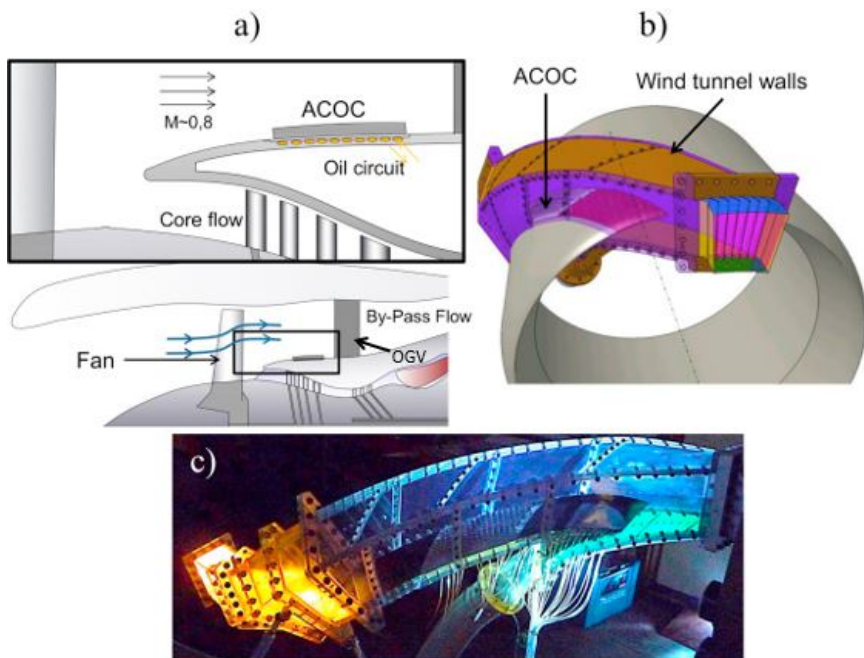 a)
M~0,8
ACOC
Oil circuit
Core flow
By-Pass Flow
Fan
OGV
b)
ACOC
Wind tunnel walls
c)